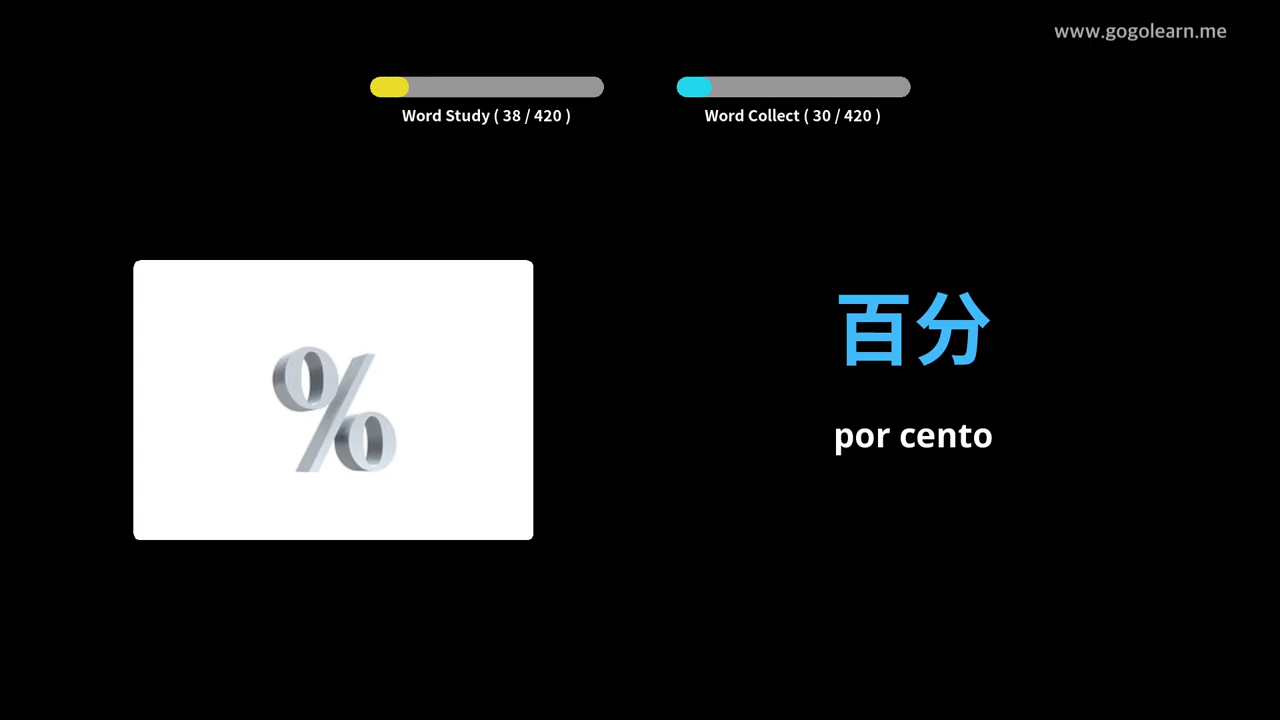 www.gogolearn.me
Word Study ( 38 / 420 )
Word Collect ( 30 / 420 )
%
百分
por cento